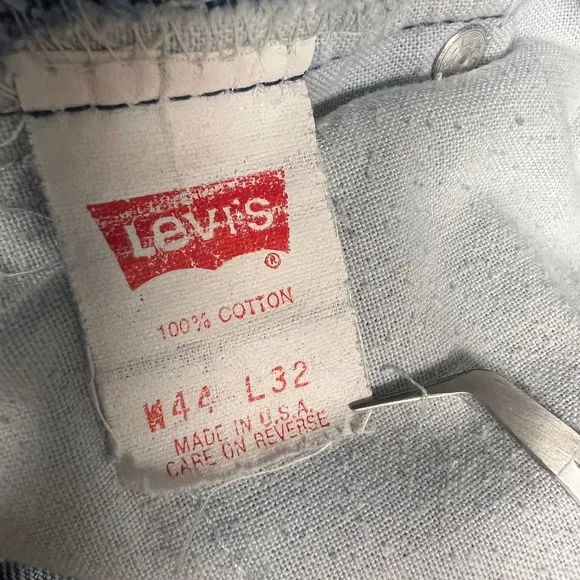 Levi's
®
100% COTTON
W44 L32
MADE IN U.S.A.
CARE ON REVERSE